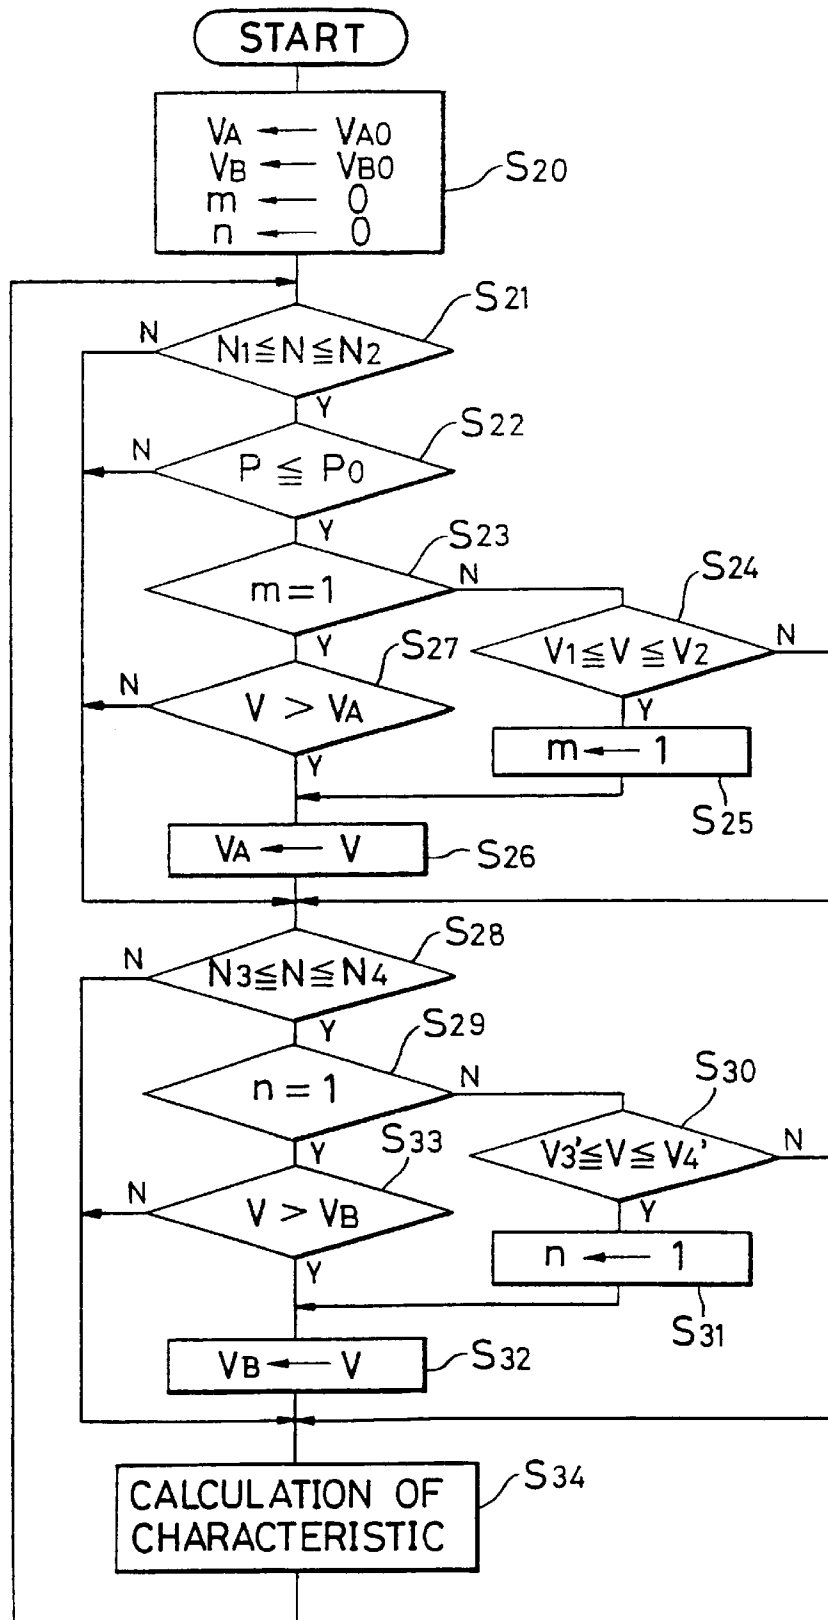 START
VA ← VA0
VB ← VB0
m ← 0
n ← 0
S20
S21
N
N1≦N≦N2
Y
S22
N
P ≦ P0
Y
S23
m=1
N
Y
S24
V1≦V≦V2
N
Y
S27
N
V > VA
Y
m ← 1
S25
VA ← V
S26
S28
N
N3≦N≦N4
Y
S29
n=1
N
Y
S30
V3'≦V≦V4'
N
Y
S33
N
V > VB
Y
n ← 1
S31
VB ← V
S32
S34
CALCULATION OF
CHARACTERISTIC